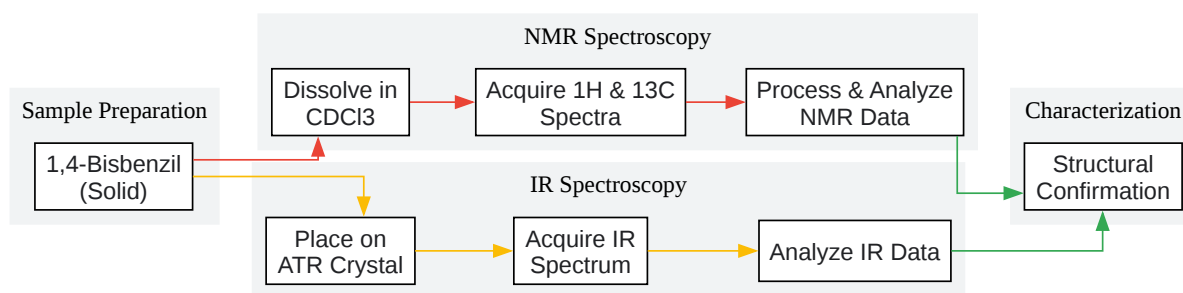 Sample Preparation
1,4-Bisbenzil
(Solid)
NMR Spectroscopy
Dissolve in
CDCl3
Acquire 1H & 13C
Spectra
Process & Analyze
NMR Data
IR Spectroscopy
Place on
ATR Crystal
Acquire IR
Spectrum
Analyze IR Data
Characterization
Structural
Confirmation